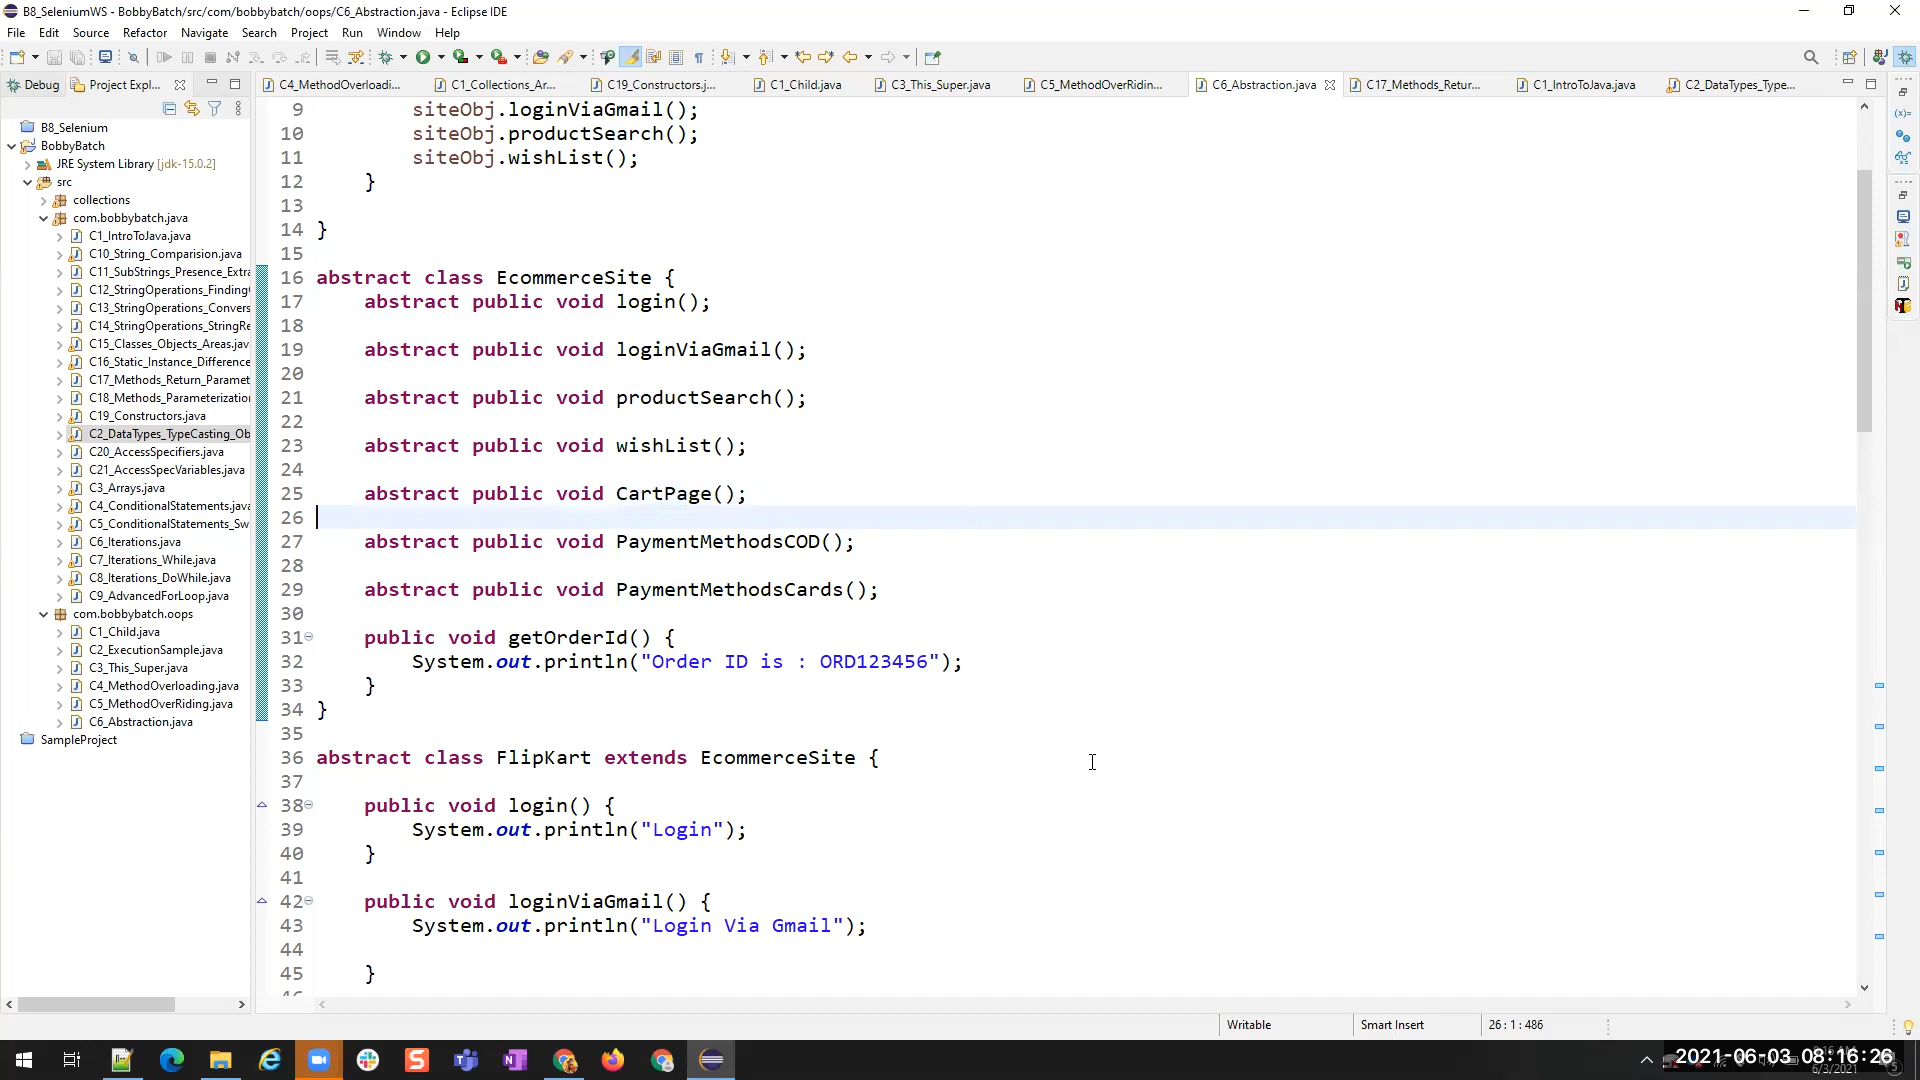 B8_SeleniumWS - BobbyBatch/src/com/bobbybatch/oops/C6_Abstraction.java - Eclipse IDE
File Edit Source Refactor Navigate Search Project Run Window Help
Debug Project Expl... C4_MethodOverloadi... C1_Collections_Ar... C19_Constructors.j... C1_Child.java C3_This_Super.java C5_MethodOverRidin... C6_Abstraction.java C17_Methods_Retur... C1_IntroToJava.java C2_DataTypes_Type...
B8_Selenium
BobbyBatch
JRE System Library [jdk-15.0.2]
src
collections
com.bobbybatch.java
C1_IntroToJava.java
C10_String_Comparision.java
C11_SubStrings_Presence_Extra
C12_StringOperations_Finding
C13_StringOperations_Convers
C14_StringOperations_StringRe
C15_Classes_Objects_Areas.jav
C16_Static_Instance_Difference
C17_Methods_Return_Paramet
C18_Methods_Parameterizatio
C19_Constructors.java
C2_DataTypes_TypeCasting_Ob
C20_AccessSpecifiers.java
C21_AccessSpecVariables.java
C3_Arrays.java
C4_ConditionalStatements.java
C5_ConditionalStatements_Sw
C6_Iterations.java
C7_Iterations_While.java
C8_Iterations_DoWhile.java
C9_AdvancedForLoop.java
com.bobbybatch.oops
C1_Child.java
C2_ExecutionSample.java
C3_This_Super.java
C4_MethodOverloading.java
C5_MethodOverRiding.java
C6_Abstraction.java
SampleProject
9 siteObj.loginViaGmail();
10 siteObj.productSearch();
11 siteObj.wishList();
12 }
13
14 }
15
16 abstract class EcommerceSite {
17 abstract public void login();
18
19 abstract public void loginViaGmail();
20
21 abstract public void productSearch();
22
23 abstract public void wishList();
24
25 abstract public void CartPage();
26
27 abstract public void PaymentMethodsCOD();
28
29 abstract public void PaymentMethodsCards();
30
31 public void getOrderId() {
32 System.out.println("Order ID is : ORD123456");
33 }
34 }
35
36 abstract class FlipKart extends EcommerceSite {
37
38 public void login() {
39 System.out.println("Login");
40 }
41
42 public void loginViaGmail() {
43 System.out.println("Login Via Gmail");
44
45 }
Writable Smart Insert 26 : 1 : 486
2021-06-03 08:16:26
6/3/2021